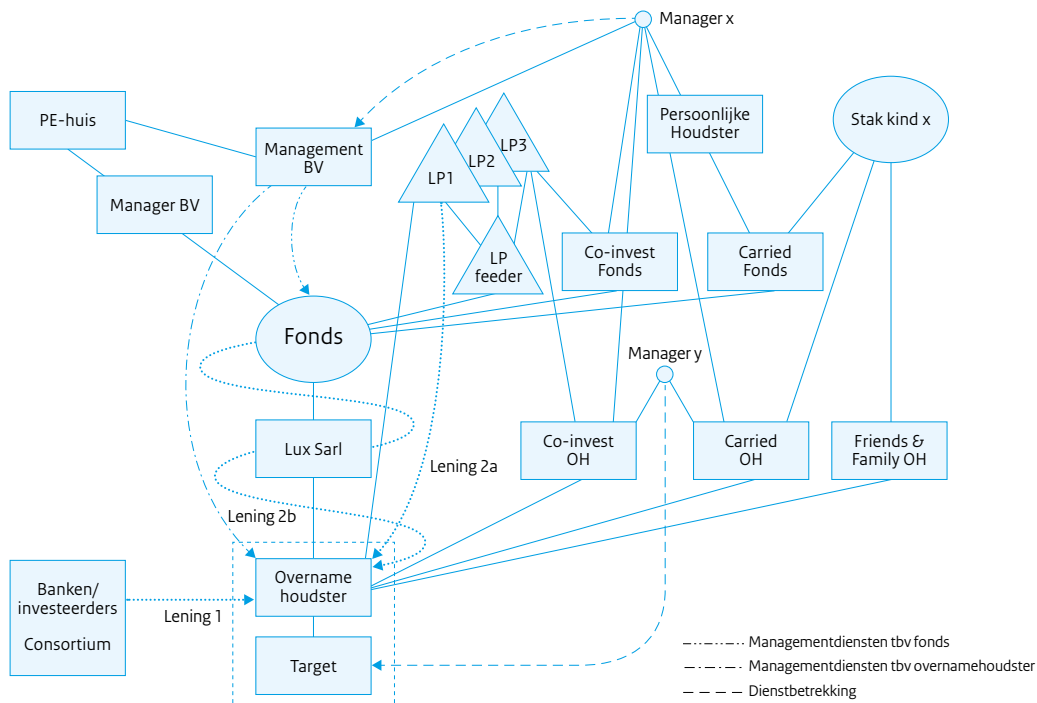 Manager x
PE-huis
Management
BV
LP1
LP2
LP3
Persoonlijke
Houdster
Stak kind x
Manager BV
LP
feeder
Co-invest
Fonds
Carried
Fonds
Fonds
Manager y
Lux Sarl
Lening 2a
Co-invest
OH
Carried
OH
Friends &
Family OH
Lening 2b
Banken/
investeerders
Consortium
Lening 1
Overname
houdster
Target
Managementdiensten tbv fonds
Managementdiensten tbv overnamehoudster
Dienstbetrekking